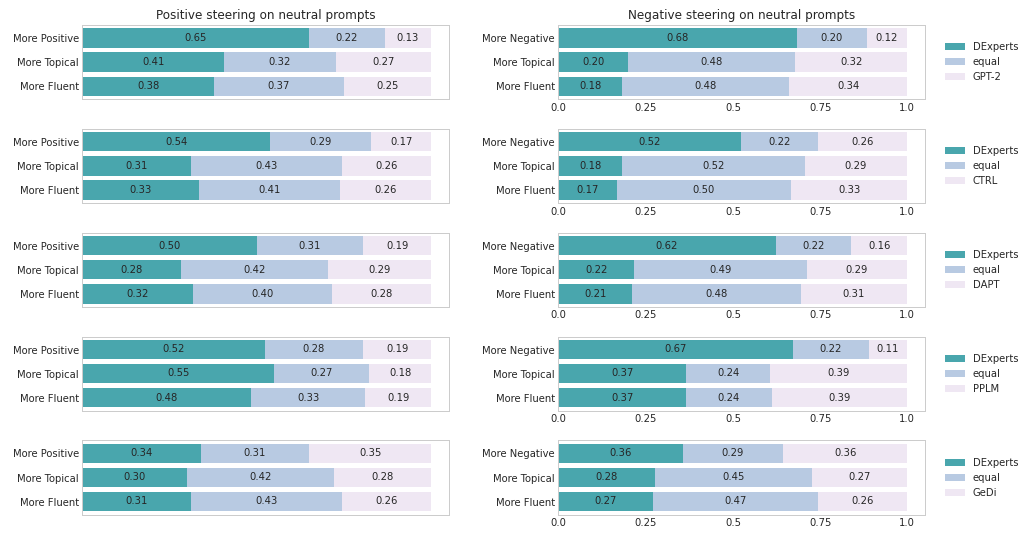 Positive steering on neutral prompts
More Positive 0.65 0.22 0.13
More Topical 0.41 0.32 0.27
More Fluent 0.38 0.37 0.25
More Positive 0.54 0.29 0.17
More Topical 0.31 0.43 0.26
More Fluent 0.33 0.41 0.26
More Positive 0.50 0.31 0.19
More Topical 0.28 0.42 0.29
More Fluent 0.32 0.40 0.28
More Positive 0.52 0.28 0.19
More Topical 0.55 0.27 0.18
More Fluent 0.48 0.33 0.19
More Positive 0.34 0.31 0.35
More Topical 0.30 0.42 0.28
More Fluent 0.31 0.43 0.26
Negative steering on neutral prompts
More Negative 0.68 0.20 0.12
More Topical 0.20 0.48 0.32
More Fluent 0.18 0.48 0.34
0.0 0.25 0.5 0.75 1.0
DExperts
equal
GPT-2
More Negative 0.52 0.22 0.26
More Topical 0.18 0.52 0.29
More Fluent 0.17 0.50 0.33
0.0 0.25 0.5 0.75 1.0
DExperts
equal
CTRL
More Negative 0.62 0.22 0.16
More Topical 0.22 0.49 0.29
More Fluent 0.21 0.48 0.31
0.0 0.25 0.5 0.75 1.0
DExperts
equal
DAPT
More Negative 0.67 0.22 0.11
More Topical 0.37 0.24 0.39
More Fluent 0.37 0.24 0.39
0.0 0.25 0.5 0.75 1.0
DExperts
equal
PPLM
More Negative 0.36 0.29 0.36
More Topical 0.28 0.45 0.27
More Fluent 0.27 0.47 0.26
0.0 0.25 0.5 0.75 1.0
DExperts
equal
GeDi